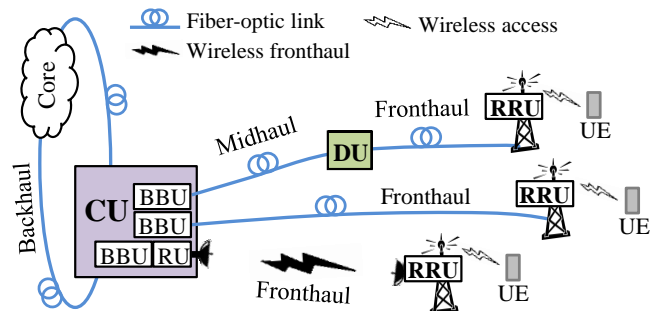 Fiber-optic link
Wireless access
Wireless fronthaul
Core
Backhaul
Midhaul
Fronthaul
DU
RRU
UE
CU
BBU
BBU
BBU RU
Fronthaul
RRU
UE
Fronthaul
RRU
UE